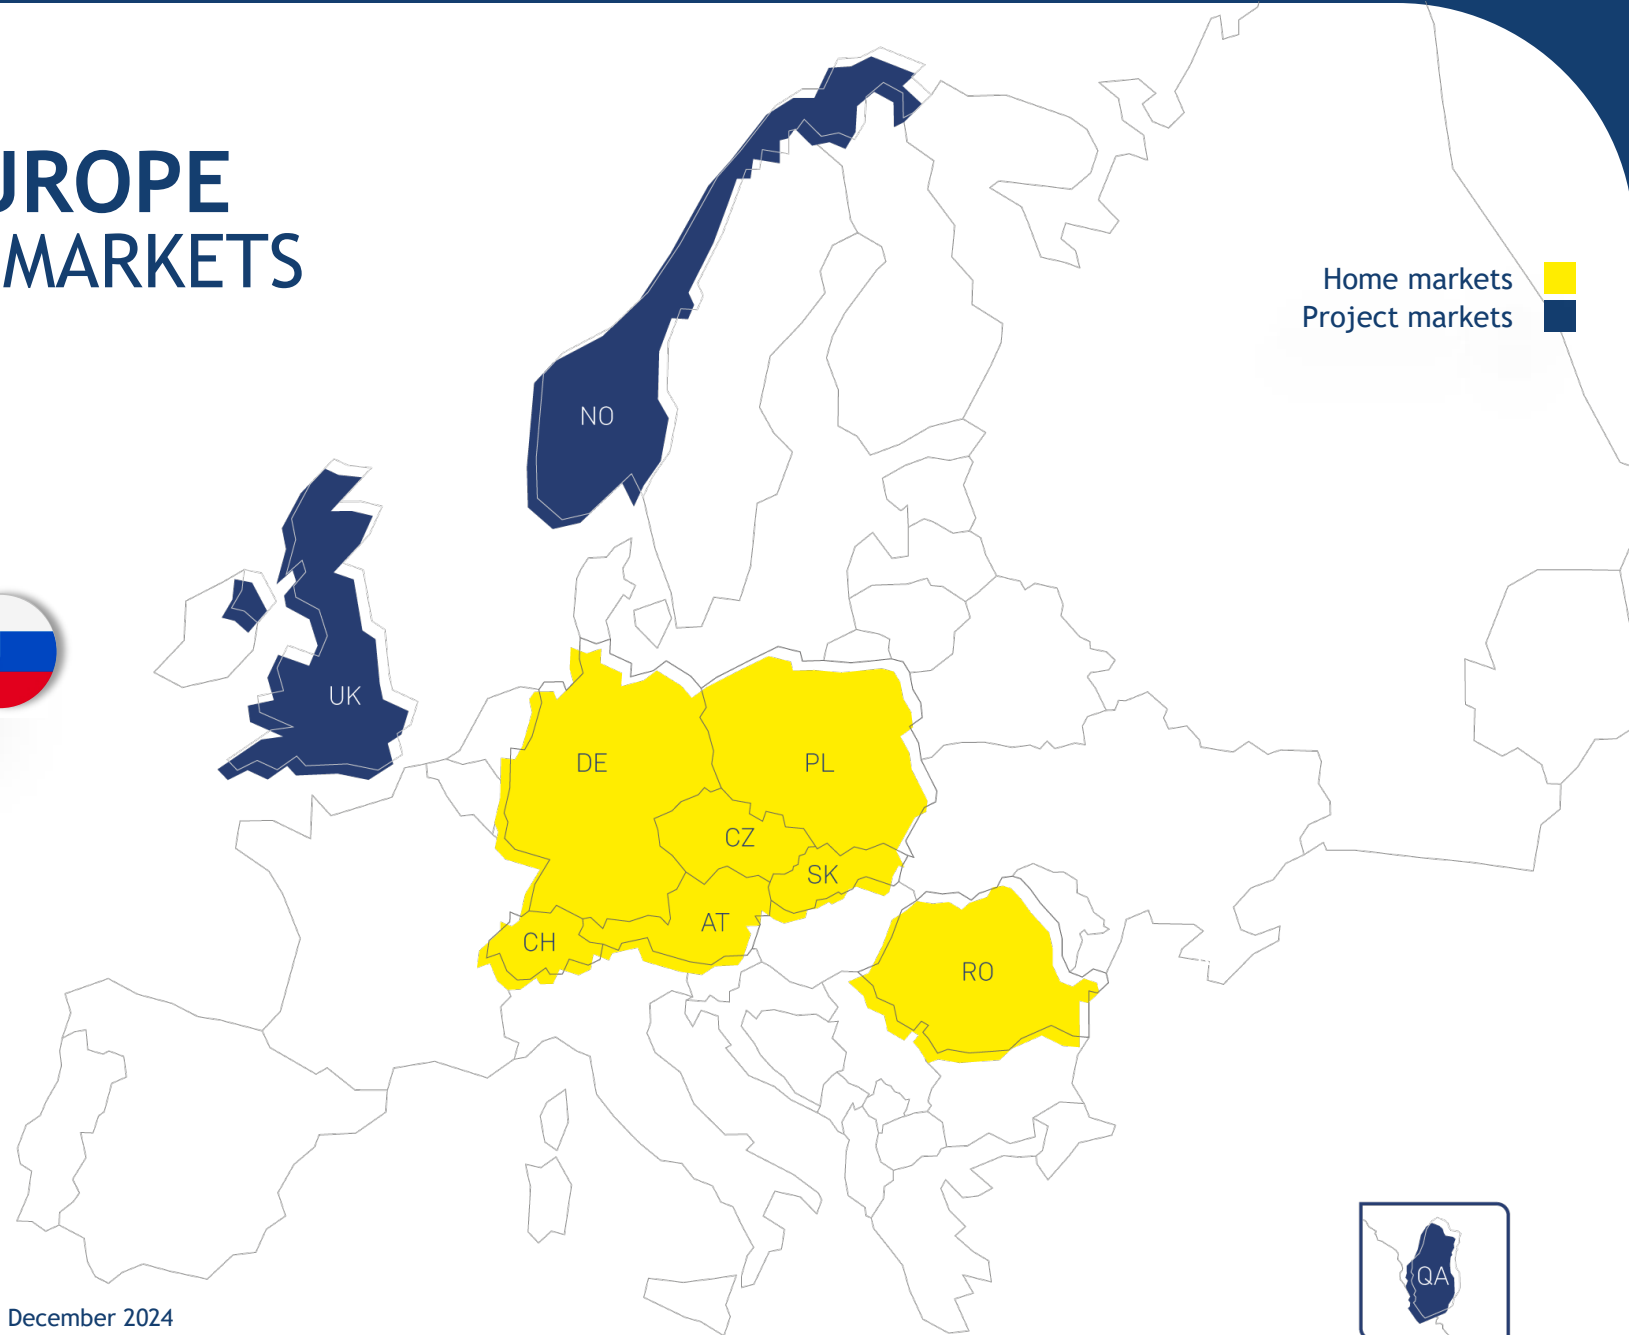 UROPE
MARKETS
Home markets
Project markets
NO
UK
DE
PL
CZ
SK
AT
CH
RO
QA
December 2024